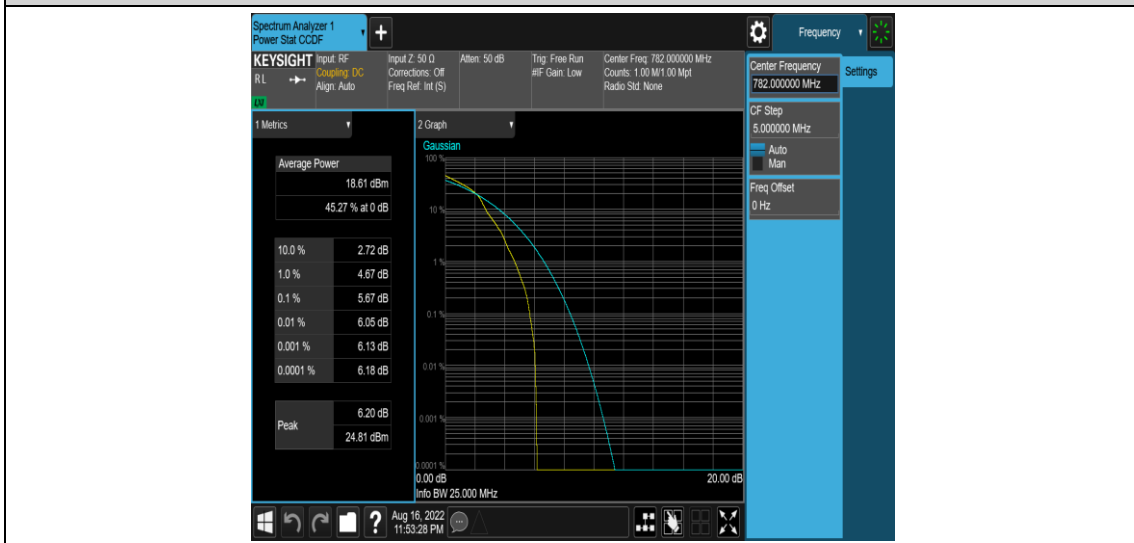 Spectrum Analyzer 1
Power Stat CCDF
Frequency
KEYSIGHT
RL
LNI
Input: RF
Coupling: DC
Align: Auto
Input Z: 50 Ω
Corrections: Off
Freq Ref: Int (S)
Atten: 50 dB
Trig: Free Run
#IF Gain: Low
Center Freq: 782.000000 MHz
Counts: 1.00 M/1.00 Mpt
Radio Std: None
Center Frequency
782.000000 MHz
Settings
CF Step
5.000000 MHz
Auto
Man
Freq Offset
0 Hz
1 Metrics
Average Power
18.61 dBm
45.27 % at 0 dB
10.0 % 2.72 dB
1.0 % 4.67 dB
0.1 % 5.67 dB
0.01 % 6.05 dB
0.001 % 6.13 dB
0.0001 % 6.18 dB
Peak
6.20 dB
24.81 dBm
2 Graph
Gaussian
100 %
10 %
1 %
0.1 %
0.01 %
0.001 %
0.0001 %
0.00 dB 20.00 dB
Info BW 25.000 MHz
Aug 16, 2022
11:53:28 PM